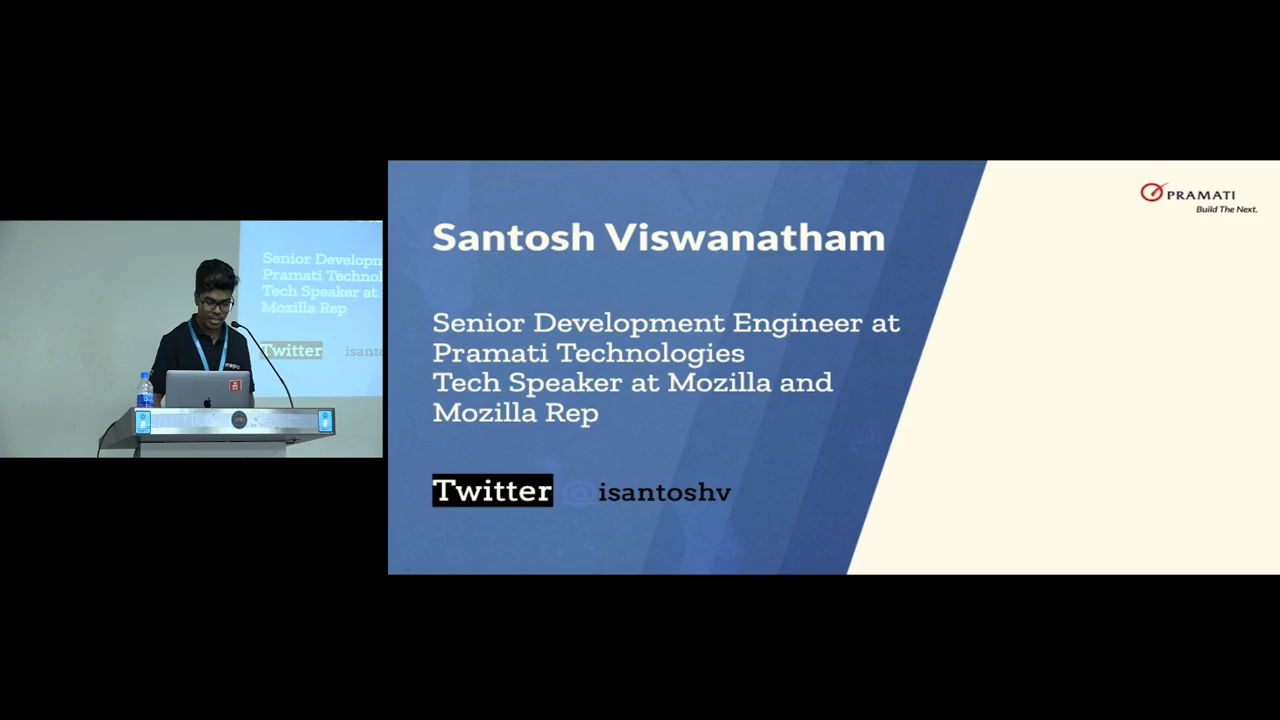 Santosh Viswanatham
Senior Development Engineer at
Pramati Technologies
Tech Speaker at Mozilla and
Mozilla Rep
Twitter @isantoshv
PRAMATI
Build The Next.
Senior Developm
Pramati Technol
Tech Speaker at
Mozilla Rep
Twitter isanto